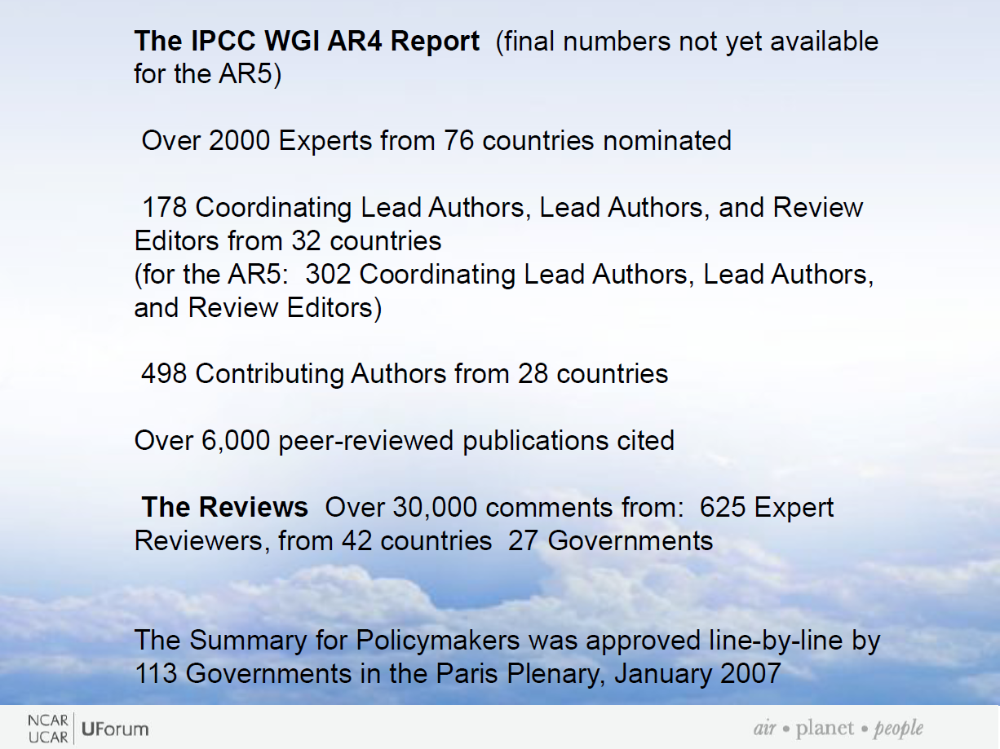 The IPCC WGI AR4 Report  (final numbers not yet available
for the AR5)
Over 2000 Experts from 76 countries nominated
178 Coordinating Lead Authors, Lead Authors, and Review
Editors from 32 countries
(for the AR5:  302 Coordinating Lead Authors, Lead Authors,
and Review Editors)
498 Contributing Authors from 28 countries
Over 6,000 peer-reviewed publications cited
The Reviews  Over 30,000 comments from:  625 Expert
Reviewers, from 42 countries  27 Governments
The Summary for Policymakers was approved line-by-line by
113 Governments in the Paris Plenary, January 2007
NCAR
UCAR
UForum
air • planet • people